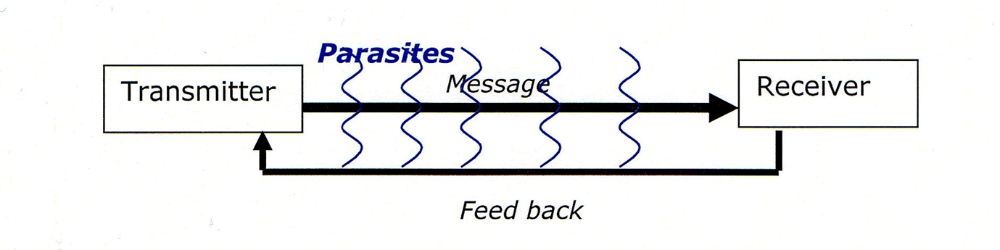 Parasites
Message
Transmitter
Receiver
Feed back